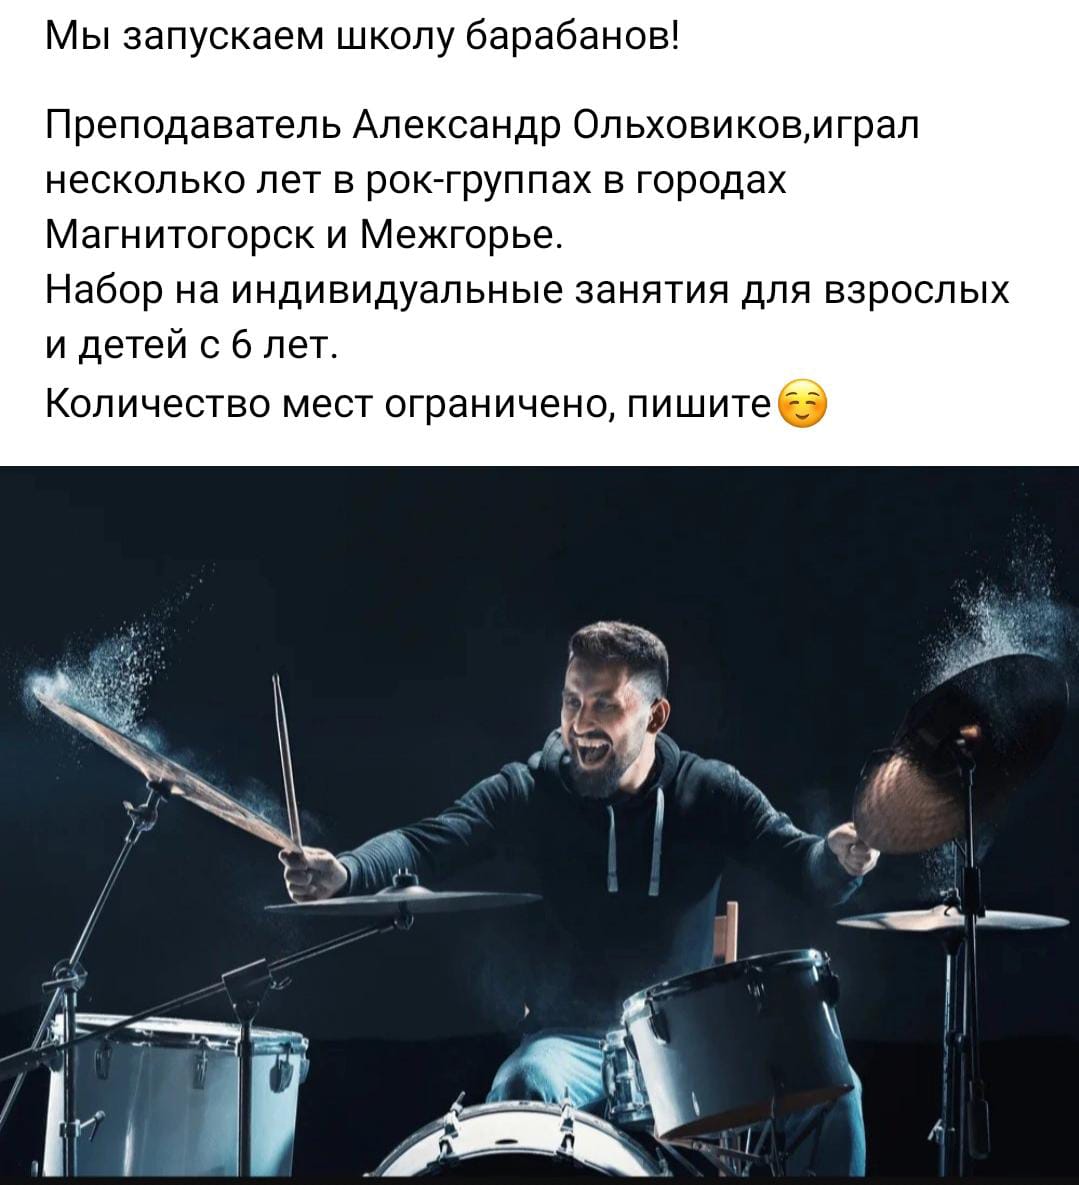 Мы запускаем школу барабанов!
Преподаватель Александр Ольховиков,играл
несколько лет в рок-группах в городах
Магнитогорск и Межгорье.
Набор на индивидуальные занятия для взрослых
и детей с 6 лет.
Количество мест ограничено, пишите☺️